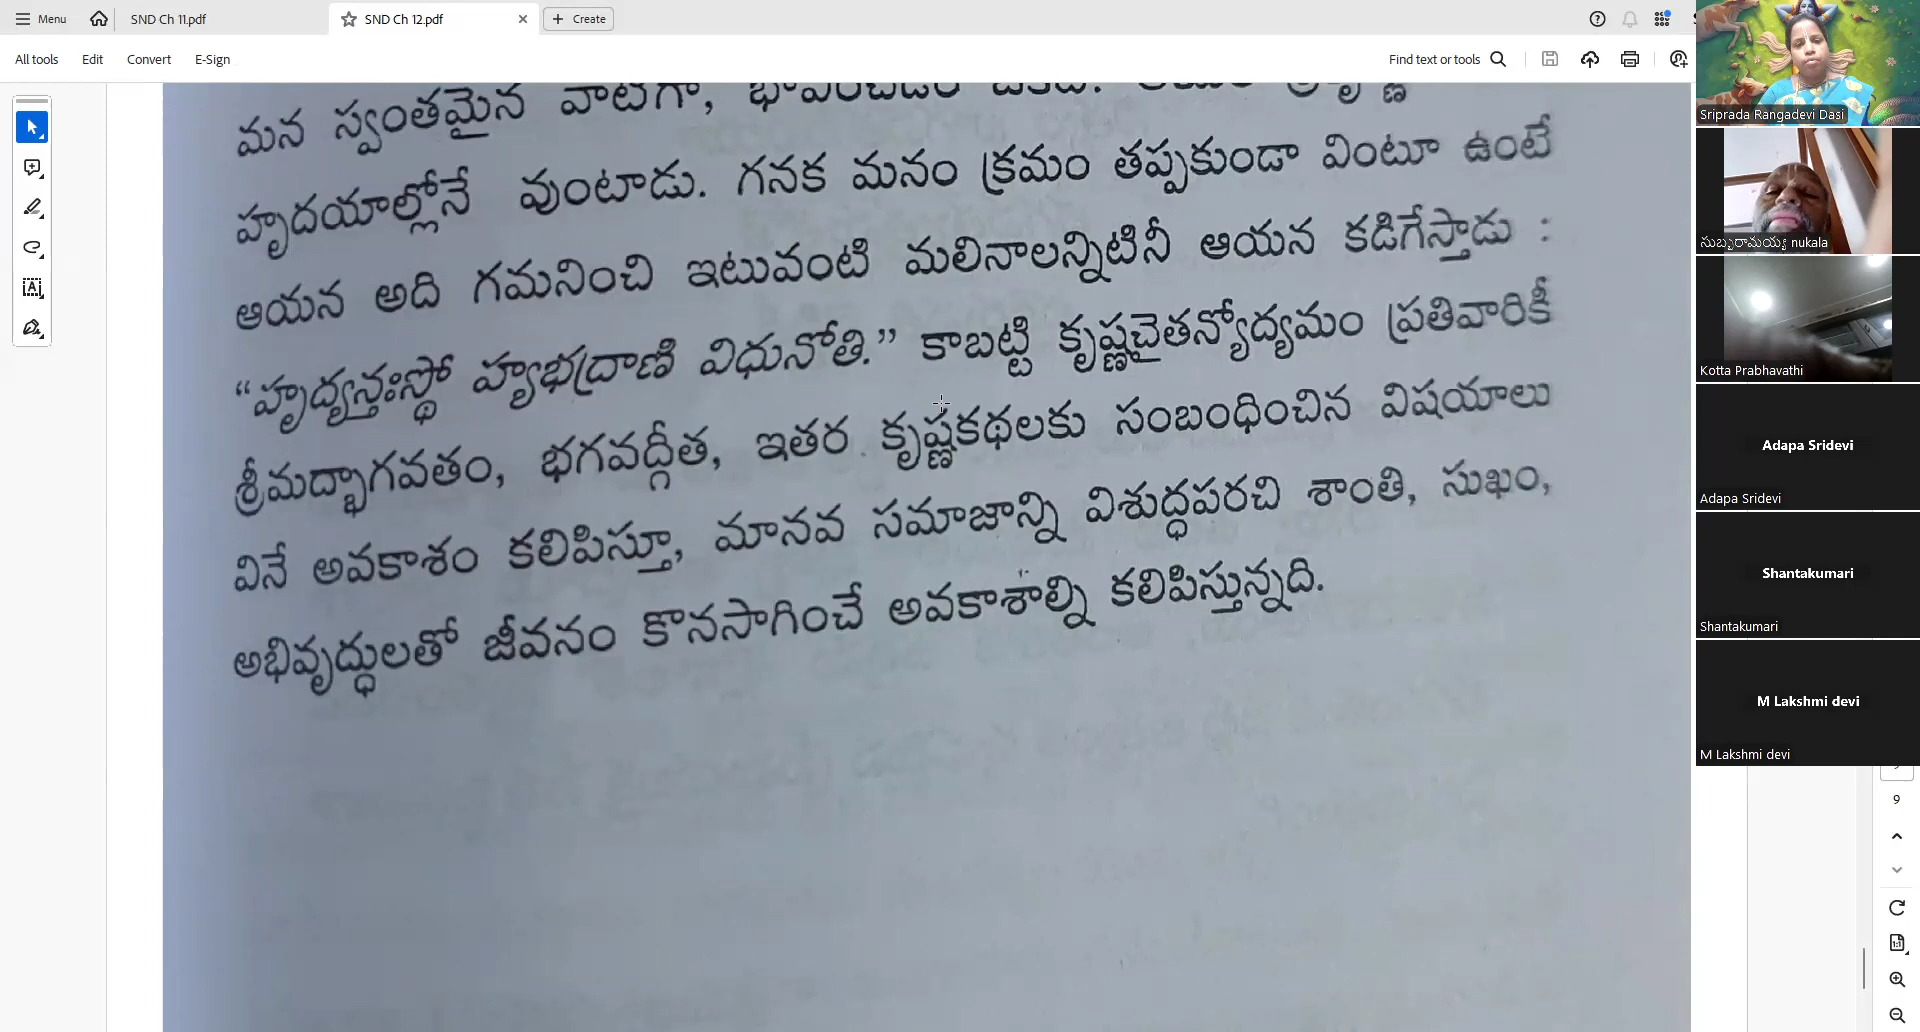 Menu
SND Ch 11.pdf
SND Ch 12.pdf
Create
All tools
Edit
Convert
E-Sign
Find text or tools
మన స్వంతమైన వాటిగా,
హృదయాల్లోనే వుంటాడు. గనక మనం క్రమం తప్పకుండా వింటూ ఉంటే
ఆయన అది గమనించి ఇటువంటి మలినాలన్నిటినీ ఆయన కడిగేస్తాడు :
“హృద్యన్తఃస్థో హ్యభద్రాణి విధునోతి.” కాబట్టి కృష్ణచైతన్యోద్యమం ప్రతివారికీ
శ్రీమద్భాగవతం, భగవద్గీత, ఇతర కృష్ణకథలకు సంబంధించిన విషయాలు
వినే అవకాశం కలిపిస్తూ, మానవ సమాజాన్ని విశుద్ధపరచి శాంతి, సుఖం,
అభివృద్ధులతో జీవనం కొనసాగించే అవకాశాల్ని కలిపిస్తున్నది.
Sriprada Rangadevi Dasi
సుబ్బరామయ్య nukala
Kotta Prabhavathi
Adapa Sridevi
Adapa Sridevi
Shantakumari
Shantakumari
M Lakshmi devi
M Lakshmi devi
9